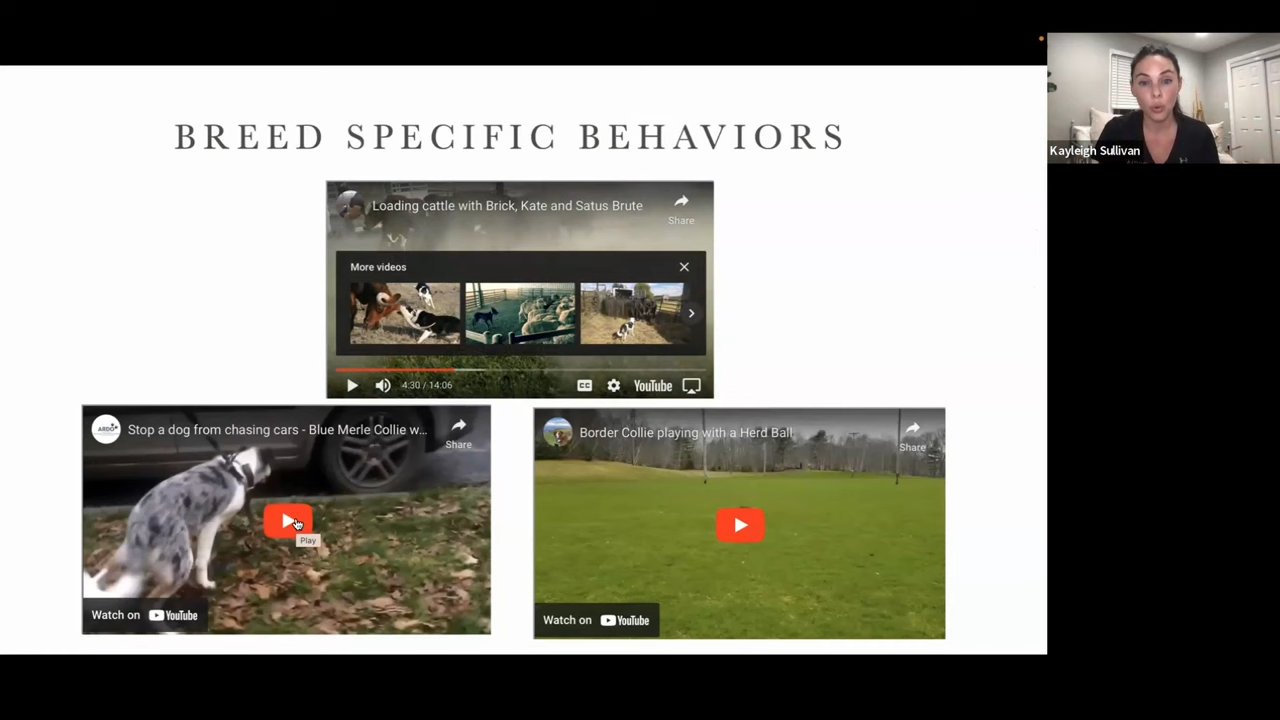 BREED SPECIFIC BEHAVIORS
Kayleigh Sullivan
Loading cattle with Brick, Kate and Satus Brute
Share
More videos
4:30 / 14:06
CC
YouTube
ARDO
Stop a dog from chasing cars - Blue Merle Collie w...
Share
Play
Watch on YouTube
Border Collie playing with a Herd Ball
Share
Watch on YouTube